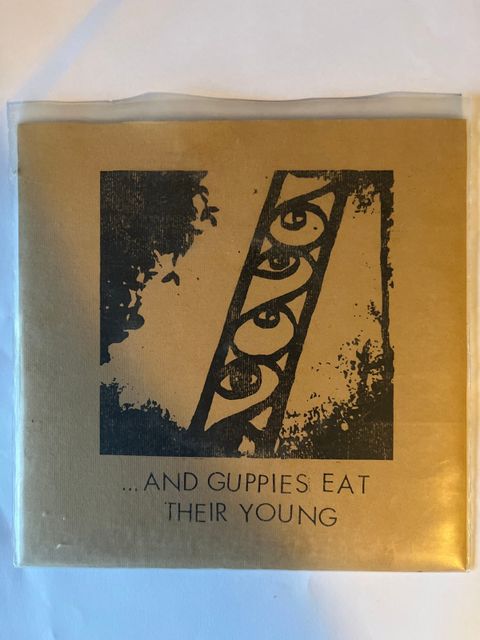 ...AND GUPPIES EAT
THEIR YOUNG